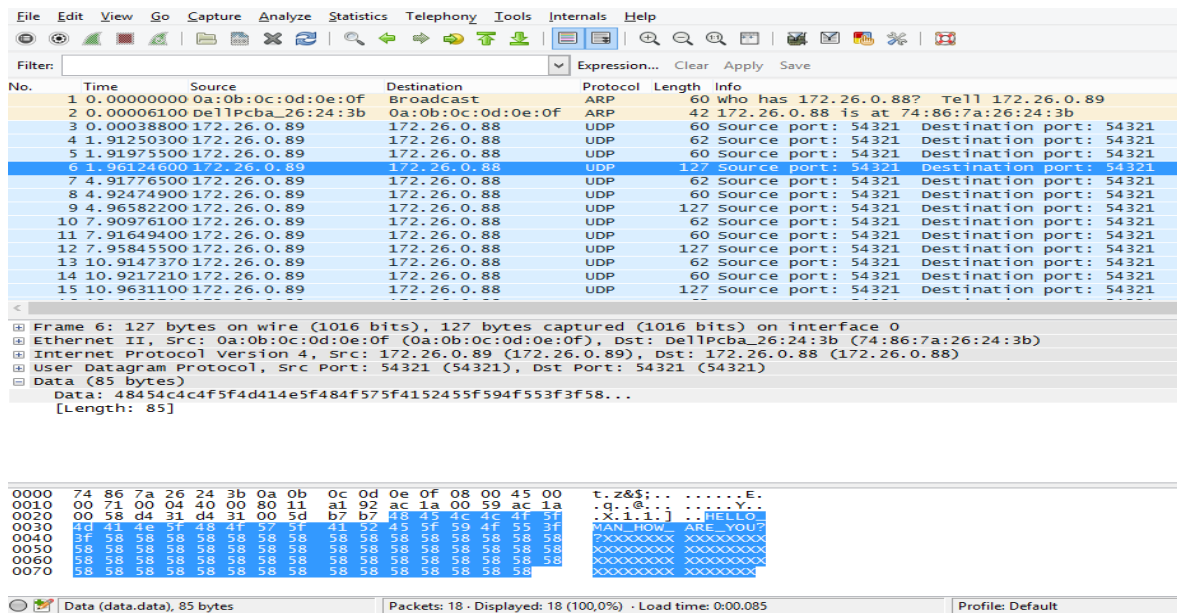 File Edit View Go Capture Analyze Statistics Telephony Tools Internals Help
Filter: Expression... Clear Apply Save
No. Time Source Destination Protocol Length Info
1 0.00000000 0a:0b:0c:0d:0e:0f Broadcast ARP 60 Who has 172.26.0.88? Tell 172.26.0.89
2 0.00006100 DellPcba_26:24:3b 0a:0b:0c:0d:0e:0f ARP 42 172.26.0.88 is at 74:86:7a:26:24:3b
3 0.00038800 172.26.0.89 172.26.0.88 UDP 60 Source port: 54321 Destination port: 54321
4 1.91250300 172.26.0.89 172.26.0.88 UDP 62 Source port: 54321 Destination port: 54321
5 1.91975500 172.26.0.89 172.26.0.88 UDP 60 Source port: 54321 Destination port: 54321
6 1.96124600 172.26.0.89 172.26.0.88 UDP 127 Source port: 54321 Destination port: 54321
7 4.91776500 172.26.0.89 172.26.0.88 UDP 62 Source port: 54321 Destination port: 54321
8 4.92474900 172.26.0.89 172.26.0.88 UDP 60 Source port: 54321 Destination port: 54321
9 4.96582200 172.26.0.89 172.26.0.88 UDP 127 Source port: 54321 Destination port: 54321
10 7.90976100 172.26.0.89 172.26.0.88 UDP 62 Source port: 54321 Destination port: 54321
11 7.91649400 172.26.0.89 172.26.0.88 UDP 60 Source port: 54321 Destination port: 54321
12 7.95845500 172.26.0.89 172.26.0.88 UDP 127 Source port: 54321 Destination port: 54321
13 10.9147370 172.26.0.89 172.26.0.88 UDP 62 Source port: 54321 Destination port: 54321
14 10.9217210 172.26.0.89 172.26.0.88 UDP 60 Source port: 54321 Destination port: 54321
15 10.9631100 172.26.0.89 172.26.0.88 UDP 127 Source port: 54321 Destination port: 54321
Frame 6: 127 bytes on wire (1016 bits), 127 bytes captured (1016 bits) on interface 0
Ethernet II, Src: 0a:0b:0c:0d:0e:0f (0a:0b:0c:0d:0e:0f), Dst: DellPcba_26:24:3b (74:86:7a:26:24:3b)
Internet Protocol Version 4, Src: 172.26.0.89 (172.26.0.89), Dst: 172.26.0.88 (172.26.0.88)
User Datagram Protocol, Src Port: 54321 (54321), Dst Port: 54321 (54321)
Data (85 bytes)
Data: 48454c4c4f5f4d414e5f484f575f4152455f594f553f3f58...
[Length: 85]
0000 74 86 7a 26 24 3b 0a 0b 0c 0d 0e 0f 08 00 45 00 t.z&$;.. ......E.
0010 00 71 00 04 40 00 80 11 a1 92 ac 1a 00 59 ac 1a .q..@... .....Y..
0020 00 58 d4 31 d4 31 00 5d b7 b7 48 45 4c 4c 4f 5f .X.1.1.] ..HELLO_
0030 4d 41 4e 5f 48 4f 57 5f 41 52 45 5f 59 4f 55 3f MAN_HOW_ ARE_YOU?
0040 3f 58 58 58 58 58 58 58 58 58 58 58 58 58 58 58 ?XXXXXXX XXXXXXXX
0050 58 58 58 58 58 58 58 58 58 58 58 58 58 58 58 58 XXXXXXXX XXXXXXXX
0060 58 58 58 58 58 58 58 58 58 58 58 58 58 58 58 58 XXXXXXXX XXXXXXXX
0070 58 58 58 58 58 58 58 58 58 58 58 58 58 58 58 XXXXXXXX XXXXXXX
Data (data.data), 85 bytes Packets: 18 · Displayed: 18 (100,0%) · Load time: 0:00.085 Profile: Default